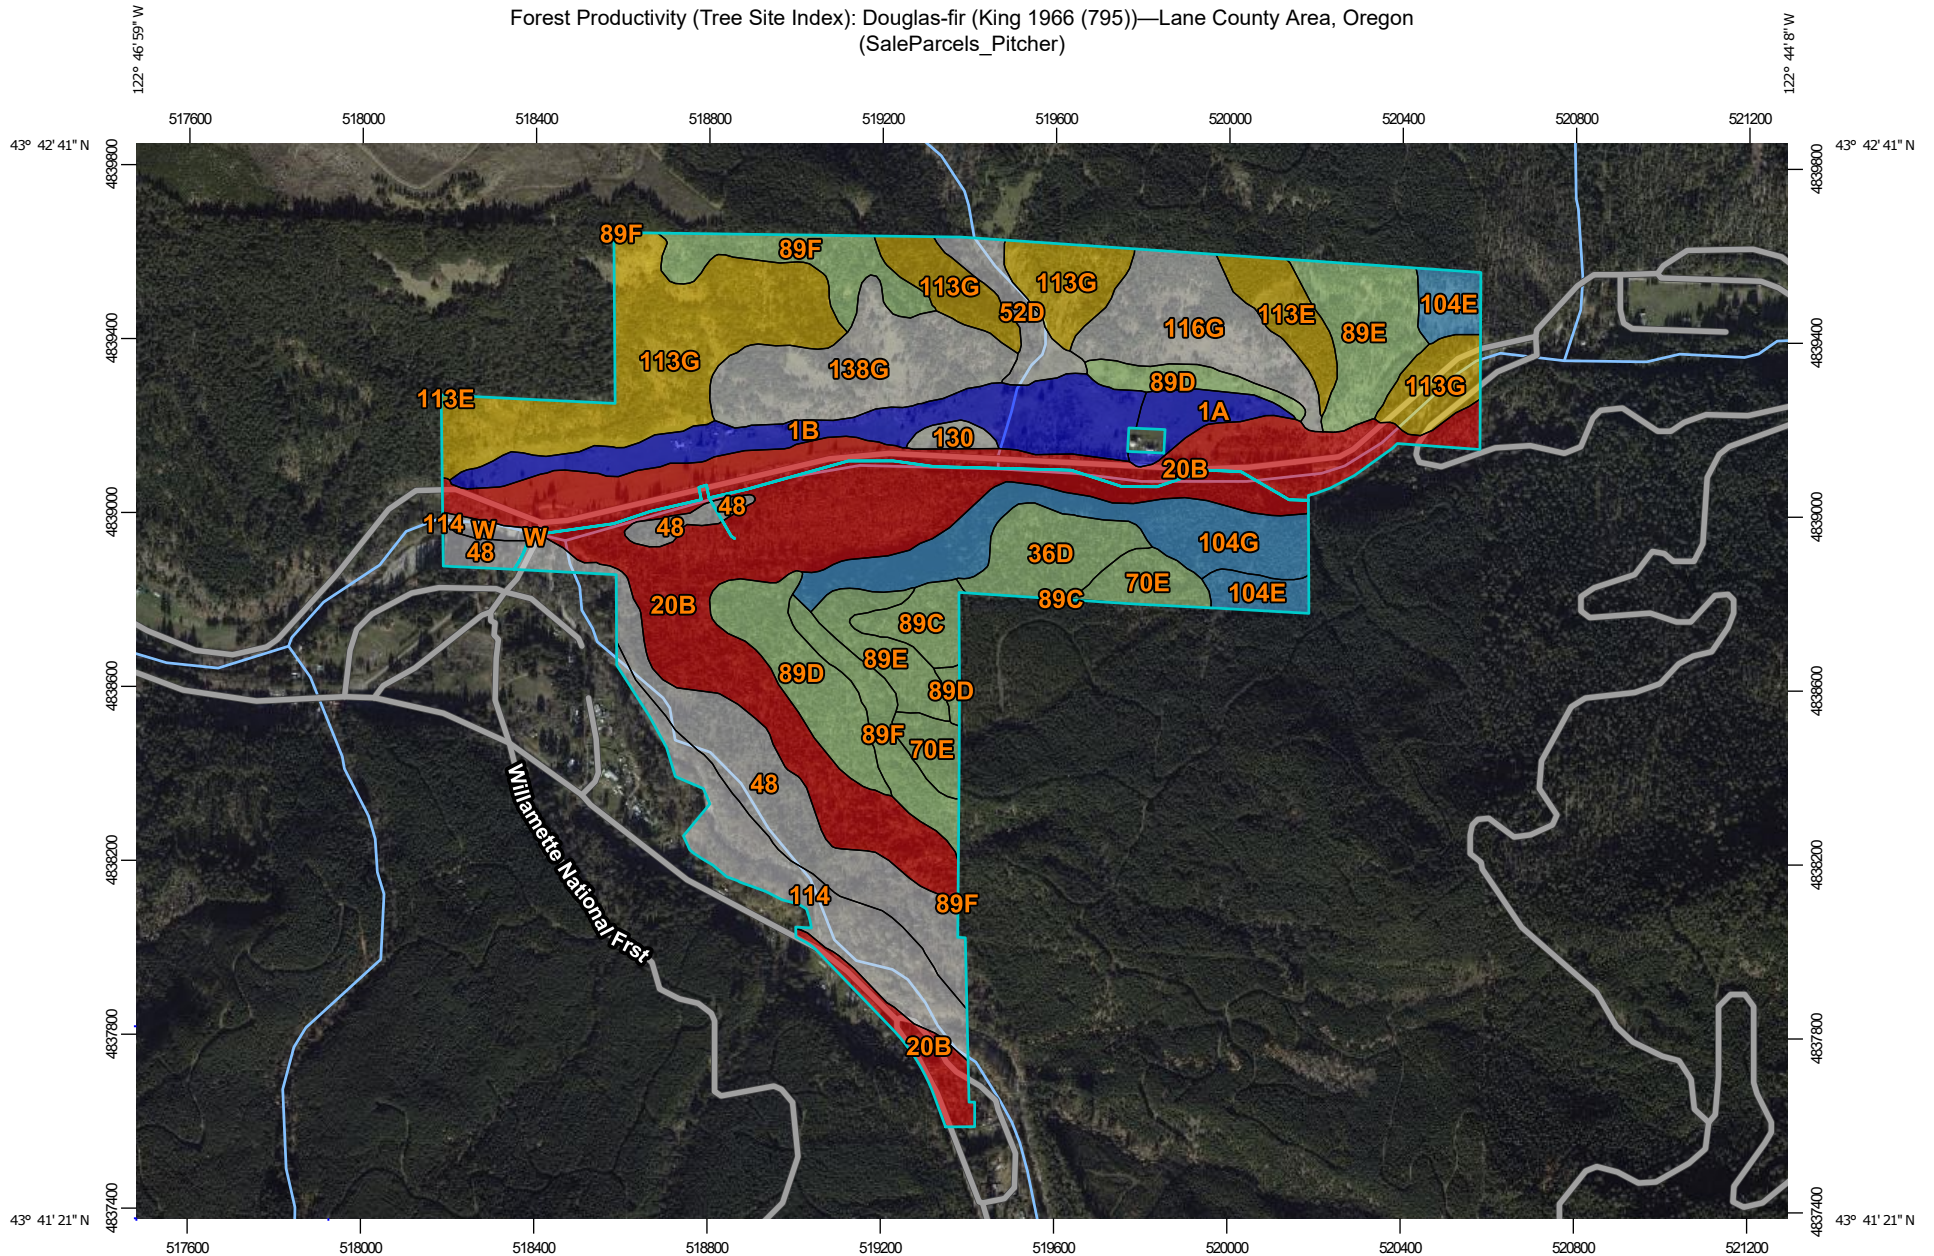 Forest Productivity (Tree Site Index): Douglas-fir (King 1966 (795))—Lane County Area, Oregon
(SaleParcels_Pitcher)
122° 46' 59'' W
122° 44' 8'' W
517600 518000 518400 518800 519200 519600 520000 520400 520800 521200
43° 42' 41'' N
43° 42' 41'' N
4839800
4839800
89F
89F
113G
113G
52D
113E
104E
116G
89E
4839400
4839400
113G
138G
89D
113G
113E
1A
1B
130
20B
4839000
4839000
48
48
114
W
W
48
104G
36D
70E
104E
89C
20B
89C
89E
89D
89D
4838600
4838600
89F
70E
48
Willamette National Frst
4838200
4838200
114
89F
4837800
4837800
20B
4837400
4837400
43° 41' 21'' N
43° 41' 21'' N
517600 518000 518400 518800 519200 519600 520000 520400 520800 521200